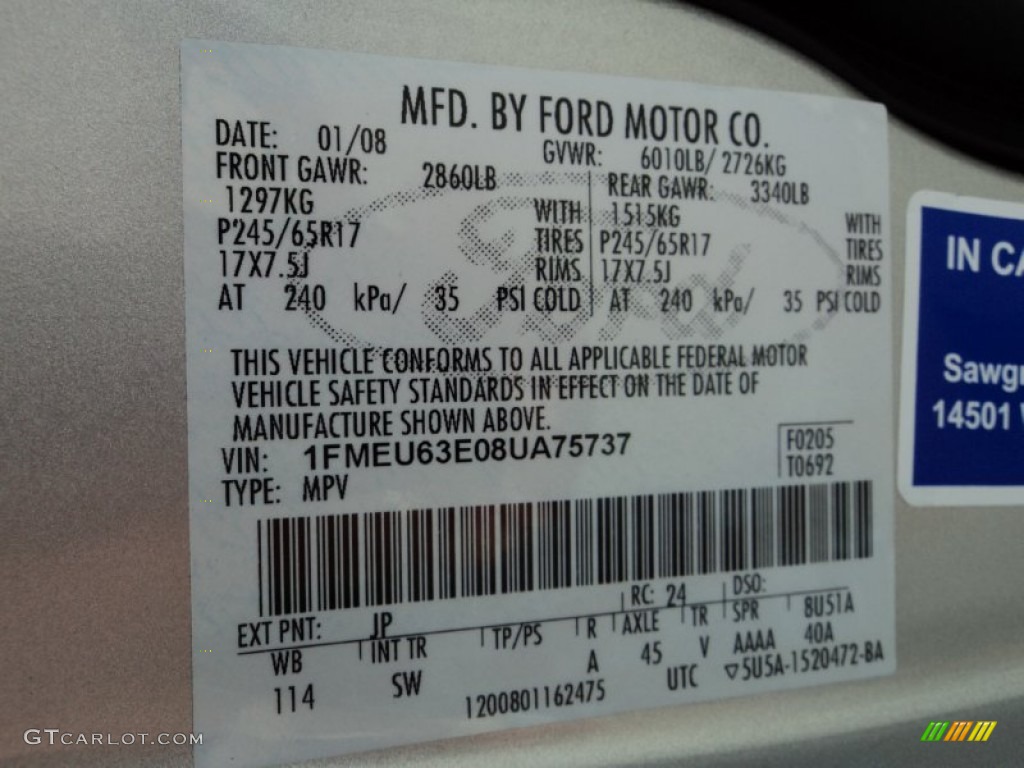 MFD. BY FORD MOTOR CO.
DATE: 01/08 GVWR: 6010LB/ 2726KG
FRONT GAWR: 2860LB REAR GAWR: 3340LB
1297KG WITH 1515KG WITH
P245/65R17 TIRES P245/65R17 TIRES
17X7.5J RIMS 17X7.5J RIMS
AT 240 kPa/ 35 PSI COLD AT 240 kPa/ 35 PSI COLD
Ford
THIS VEHICLE CONFORMS TO ALL APPLICABLE FEDERAL MOTOR
VEHICLE SAFETY STANDARDS IN EFFECT ON THE DATE OF
MANUFACTURE SHOWN ABOVE.
VIN: 1FMEU63E08UA75737 F0205
TYPE: MPV T0692
EXT PNT: JP RC: 24 DSO:
WB INT TR TP/PS R AXLE TR SPR 8U51A
114 SW A 45 V AAAA 40A
1200801162475 UTC ▽5U5A-1520472-BA
IN CA
Sawgr
14501
GTCARLOT.COM